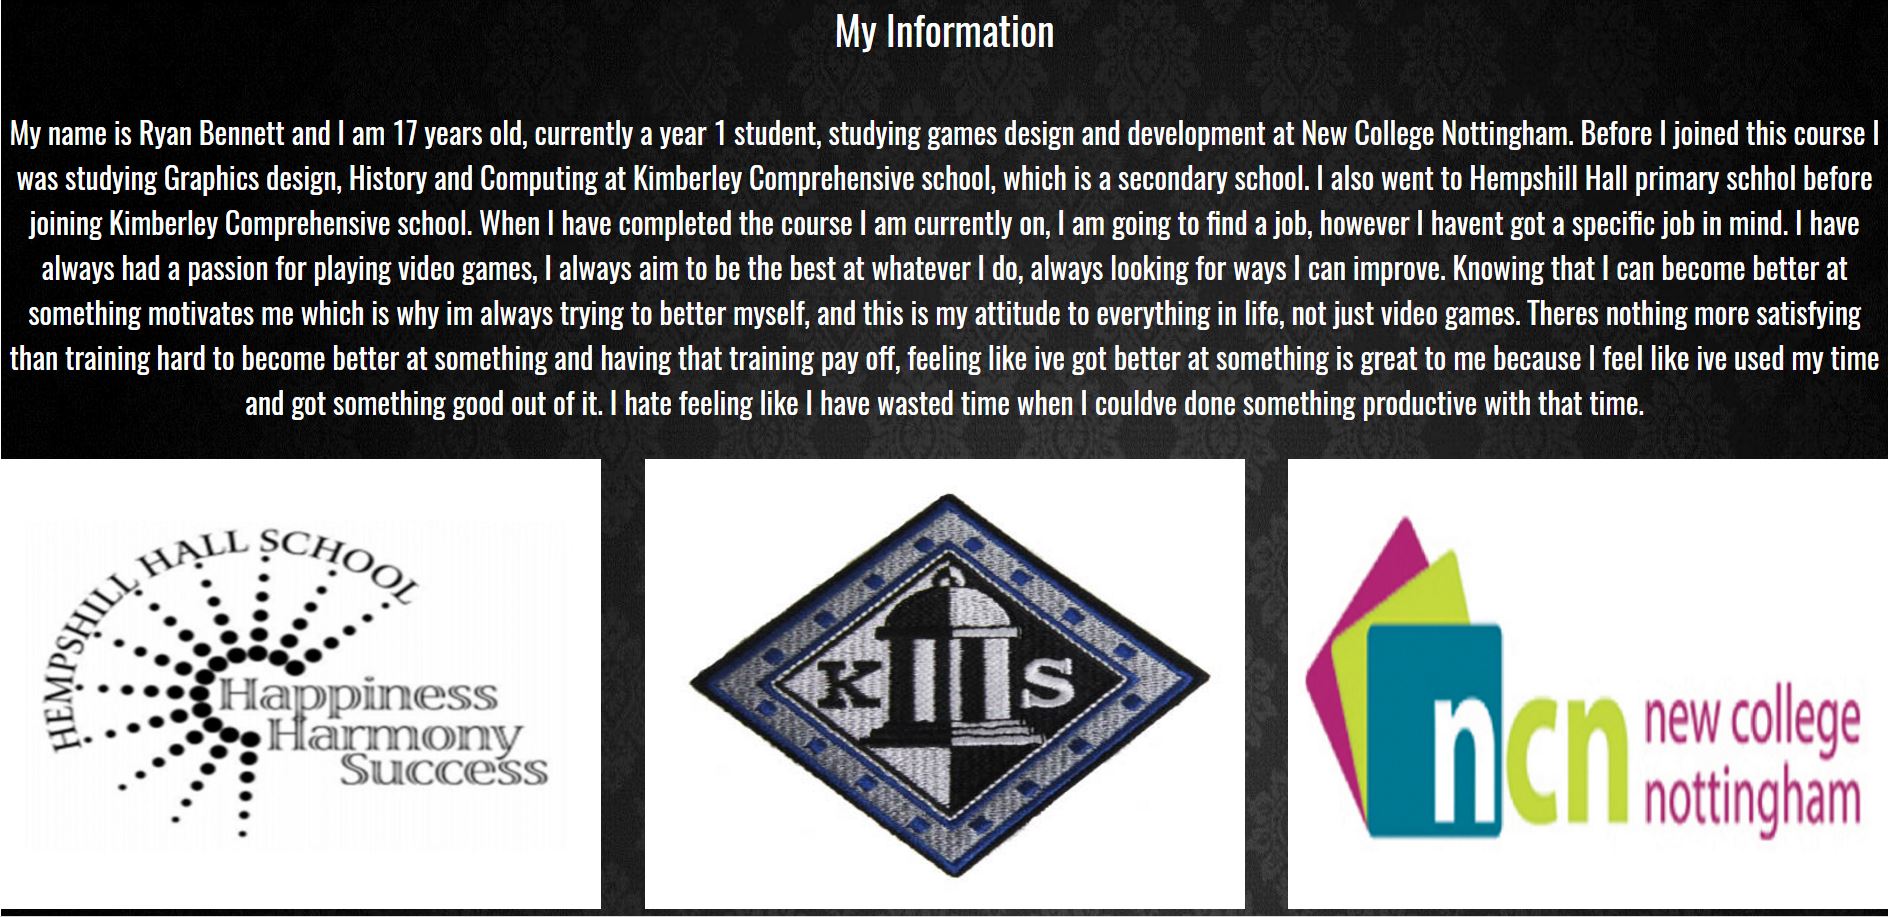 My Information
My name is Ryan Bennett and I am 17 years old, currently a year 1 student, studying games design and development at New College Nottingham. Before I joined this course I
was studying Graphics design, History and Computing at Kimberley Comprehensive school, which is a secondary school. I also went to Hempshill Hall primary schhol before
joining Kimberley Comprehensive school. When I have completed the course I am currently on, I am going to find a job, however I havent got a specific job in mind. I have
always had a passion for playing video games, I always aim to be the best at whatever I do, always looking for ways I can improve. Knowing that I can become better at
something motivates me which is why im always trying to better myself, and this is my attitude to everything in life, not just video games. Theres nothing more satisfying
than training hard to become better at something and having that training pay off, feeling like ive got better at something is great to me because I feel like ive used my time
and got something good out of it. I hate feeling like I have wasted time when I couldve done something productive with that time.
HEMPSHILL HALL SCHOOL
Happiness
Harmony
Success
K S
ncn new college
nottingham